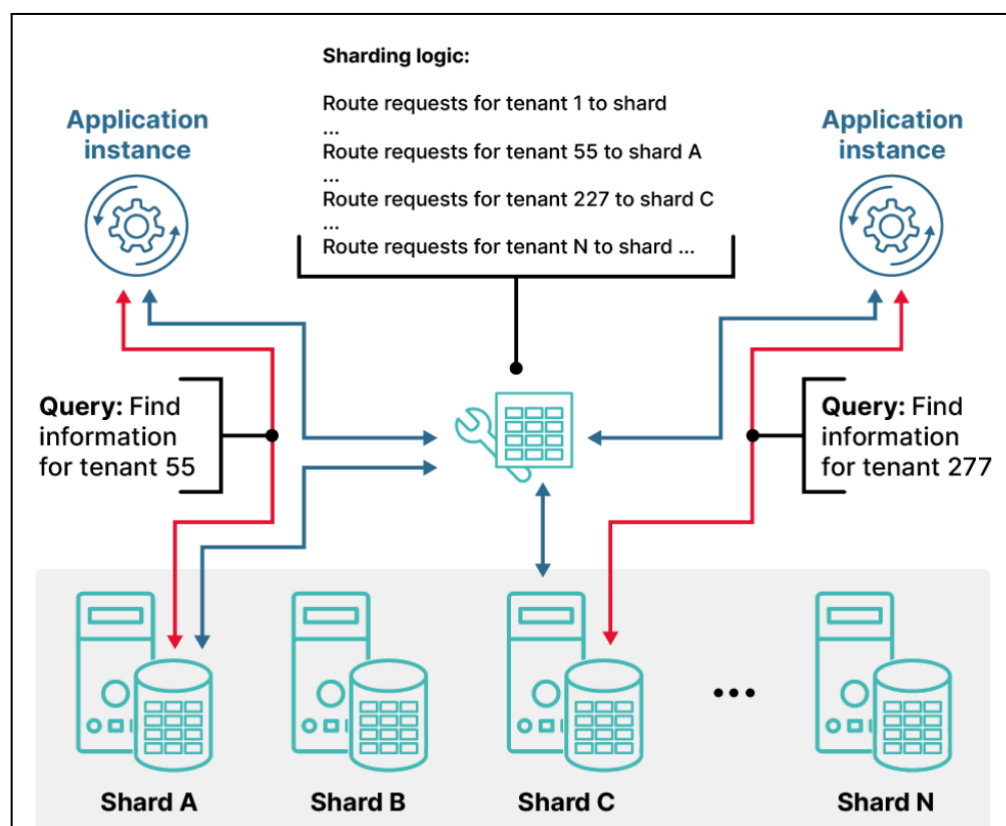 Sharding logic:
Route requests for tenant 1 to shard
...
Route requests for tenant 55 to shard A
...
Route requests for tenant 227 to shard C
...
Route requests for tenant N to shard ...
Application
instance
Application
instance
Query: Find
information
for tenant 55
Query: Find
information
for tenant 277
...
Shard A
Shard B
Shard C
Shard N